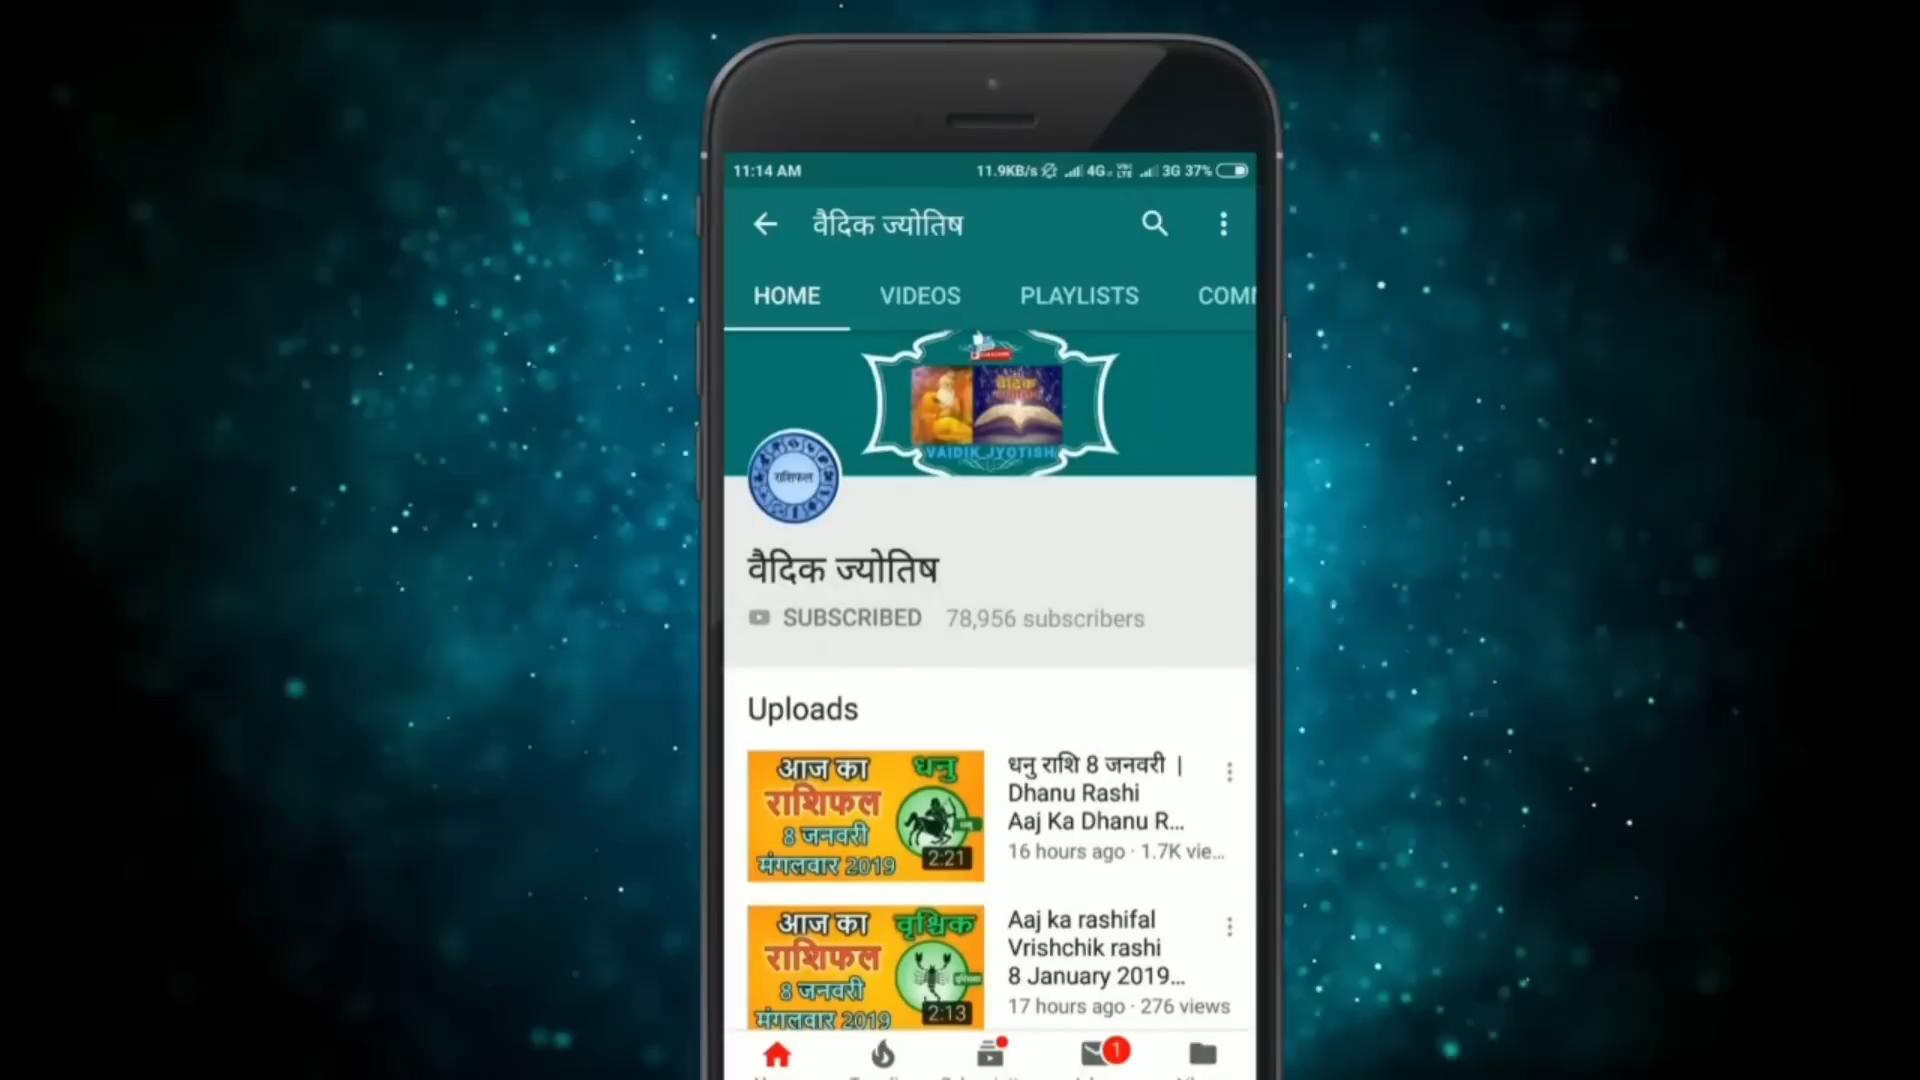 11:14 AM
11.9KB/s 4G VoLTE 3G 37%
वैदिक ज्योतिष
HOME VIDEOS PLAYLISTS COMM
वैदिक
VAIDIK JYOTISH
राशिफल
वैदिक ज्योतिष
SUBSCRIBED 78,956 subscribers
Uploads
आज का धनु
राशिफल
8 जनवरी
मंगलवार 2019
2:21
धनु राशि 8 जनवरी |
Dhanu Rashi
Aaj Ka Dhanu R...
16 hours ago · 1.7K vie...
आज का वृश्चिक
राशिफल
8 जनवरी
मंगलवार 2019
2:13
Aaj ka rashifal
Vrishchik rashi
8 January 2019...
17 hours ago · 276 views
1